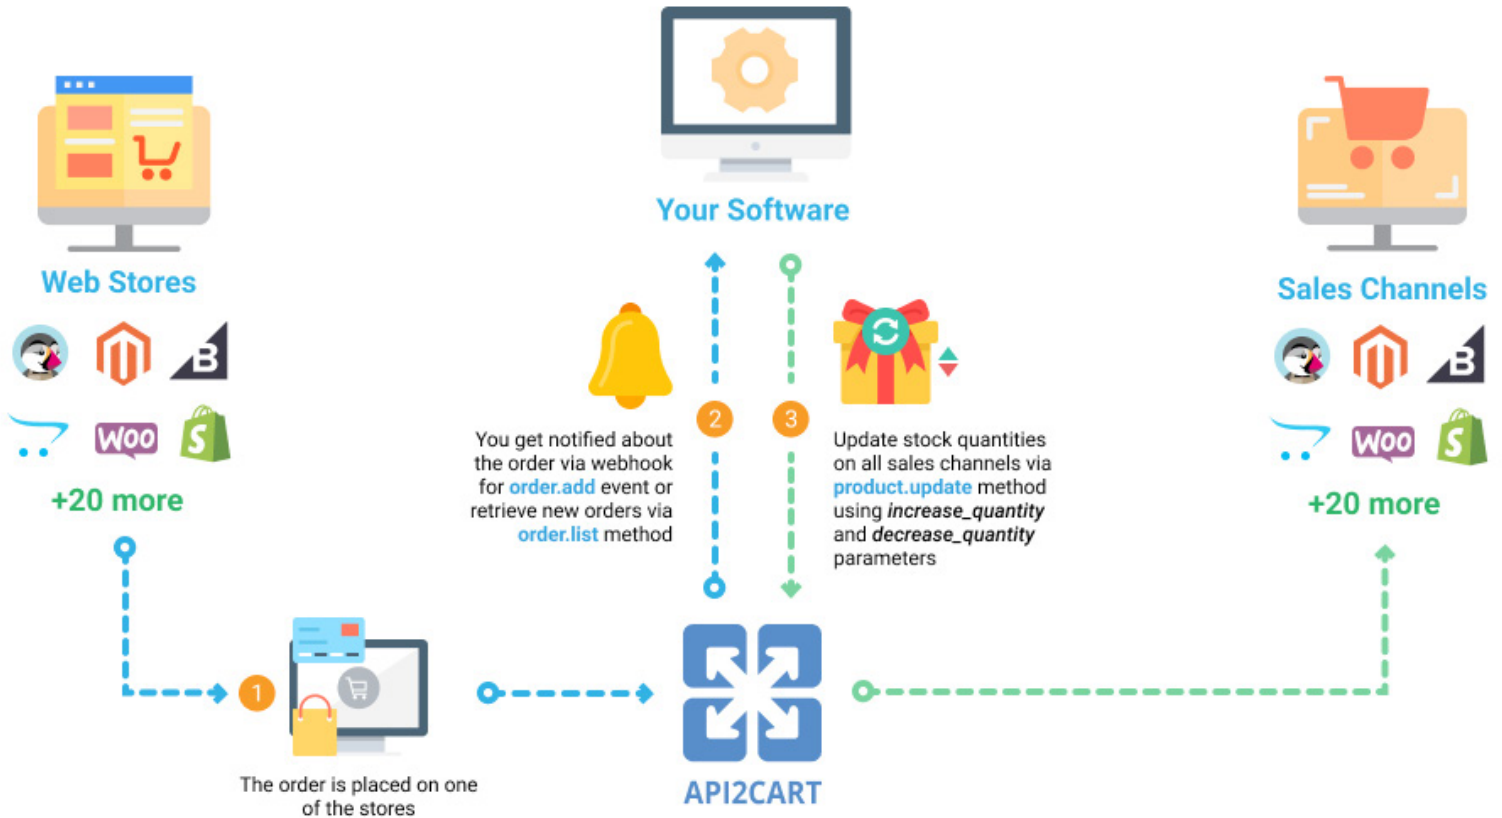 Your Software
Web Stores
B
WOO
S
+20 more
Sales Channels
B
WOO
S
+20 more
1
The order is placed on one
of the stores
2
You get notified about
the order via webhook
for order.add event or
retrieve new orders via
order.list method
3
Update stock quantities
on all sales channels via
product.update method
using increase_quantity
and decrease_quantity
parameters
API2CART